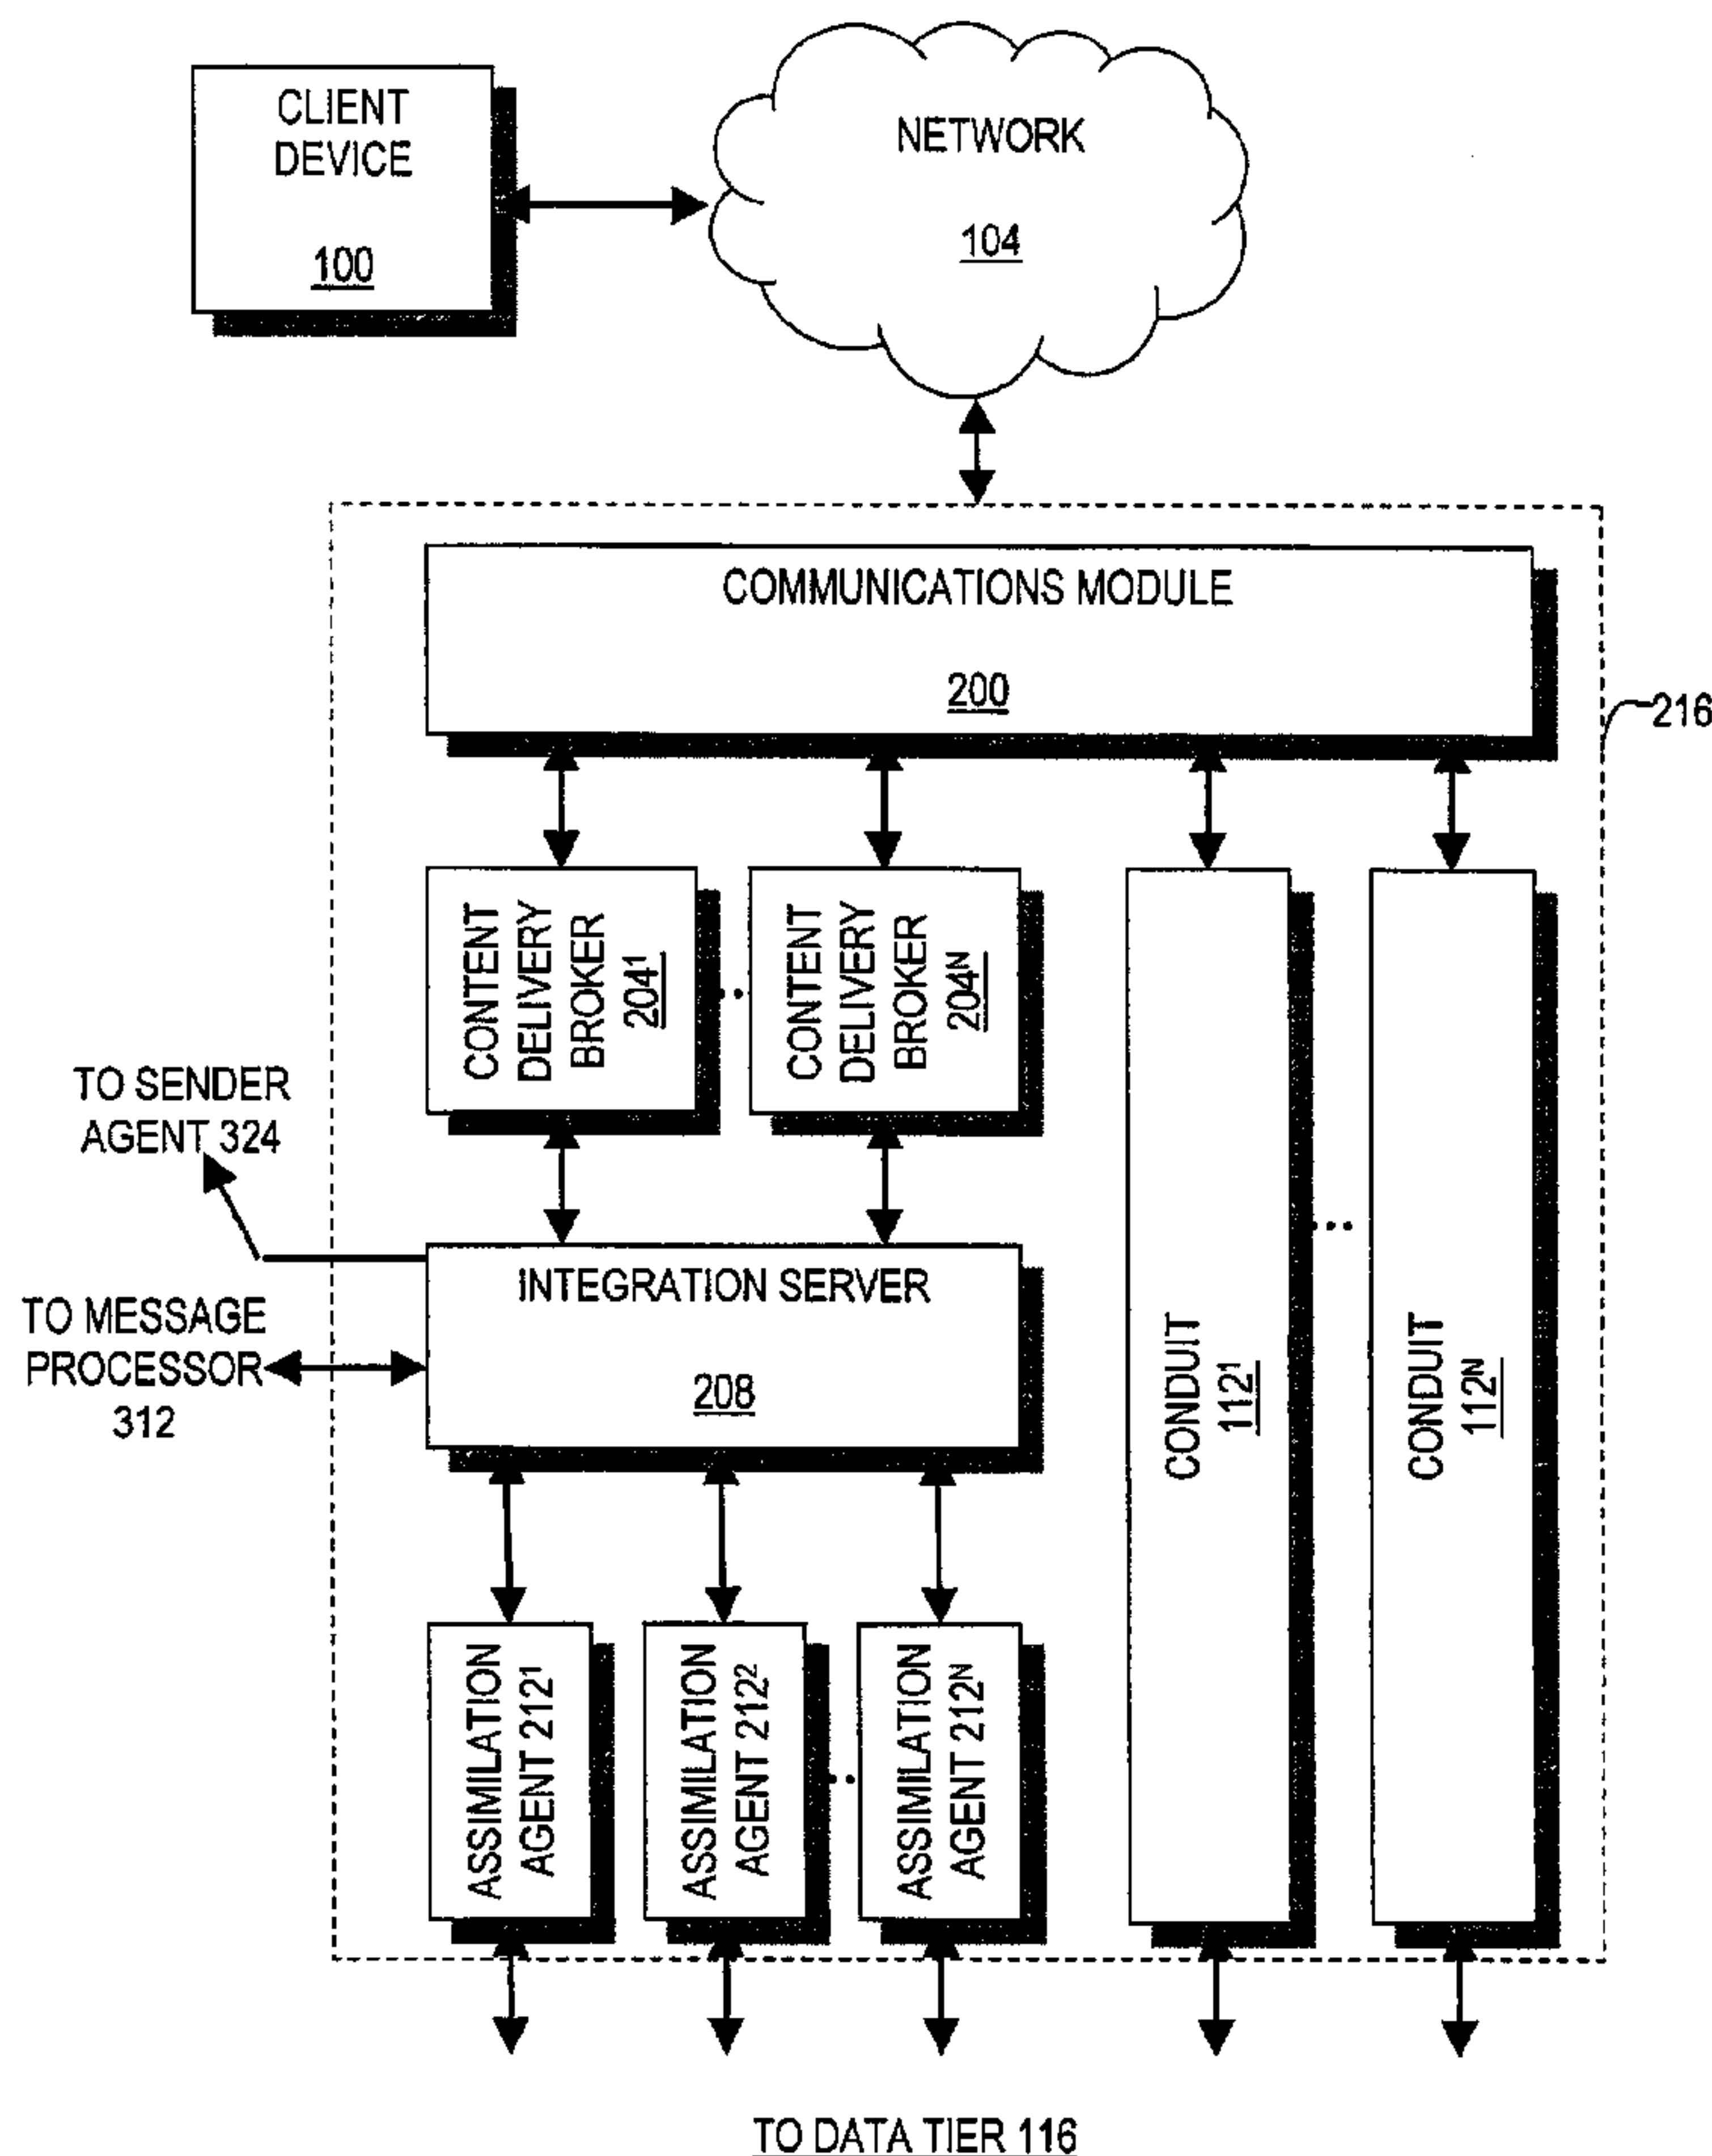 CLIENT
DEVICE
100
NETWORK
104
COMMUNICATIONS MODULE
200
216
CONTENT
DELIVERY
BROKER
204¹
CONTENT
DELIVERY
BROKER
204ᴺ
TO SENDER
AGENT 324
INTEGRATION SERVER
208
TO MESSAGE
PROCESSOR
312
CONDUIT
112¹
CONDUIT
112ᴺ
ASSIMILATION
AGENT 212¹
ASSIMILATION
AGENT 212²
ASSIMILATION
AGENT 212ᴺ
TO DATA TIER 116